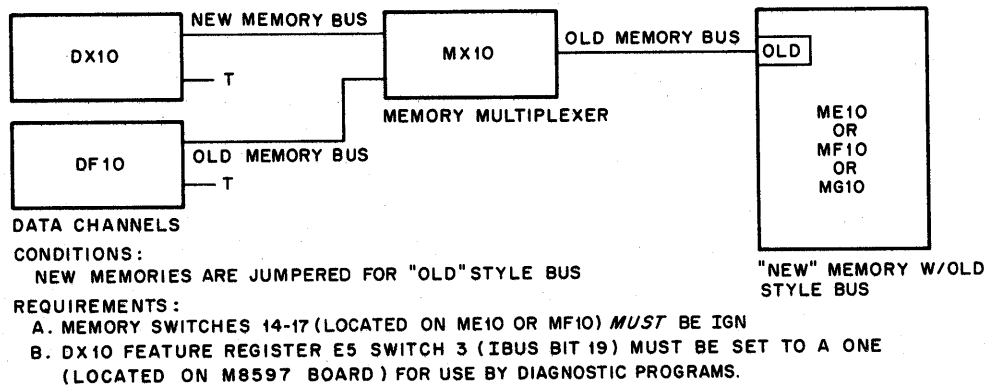 NEW MEMORY BUS
DX10
T
MX10
OLD MEMORY BUS
OLD
MEMORY MULTIPLEXER
ME10
OR
MF10
OR
MG10
DF10
OLD MEMORY BUS
T
DATA CHANNELS
CONDITIONS:
NEW MEMORIES ARE JUMPERED FOR "OLD" STYLE BUS
"NEW" MEMORY W/OLD
STYLE BUS
REQUIREMENTS:
A. MEMORY SWITCHES 14-17 (LOCATED ON ME10 OR MF10) MUST BE IGN
B. DX10 FEATURE REGISTER E5 SWITCH 3 (IBUS BIT 19) MUST BE SET TO A ONE
(LOCATED ON M8597 BOARD) FOR USE BY DIAGNOSTIC PROGRAMS.